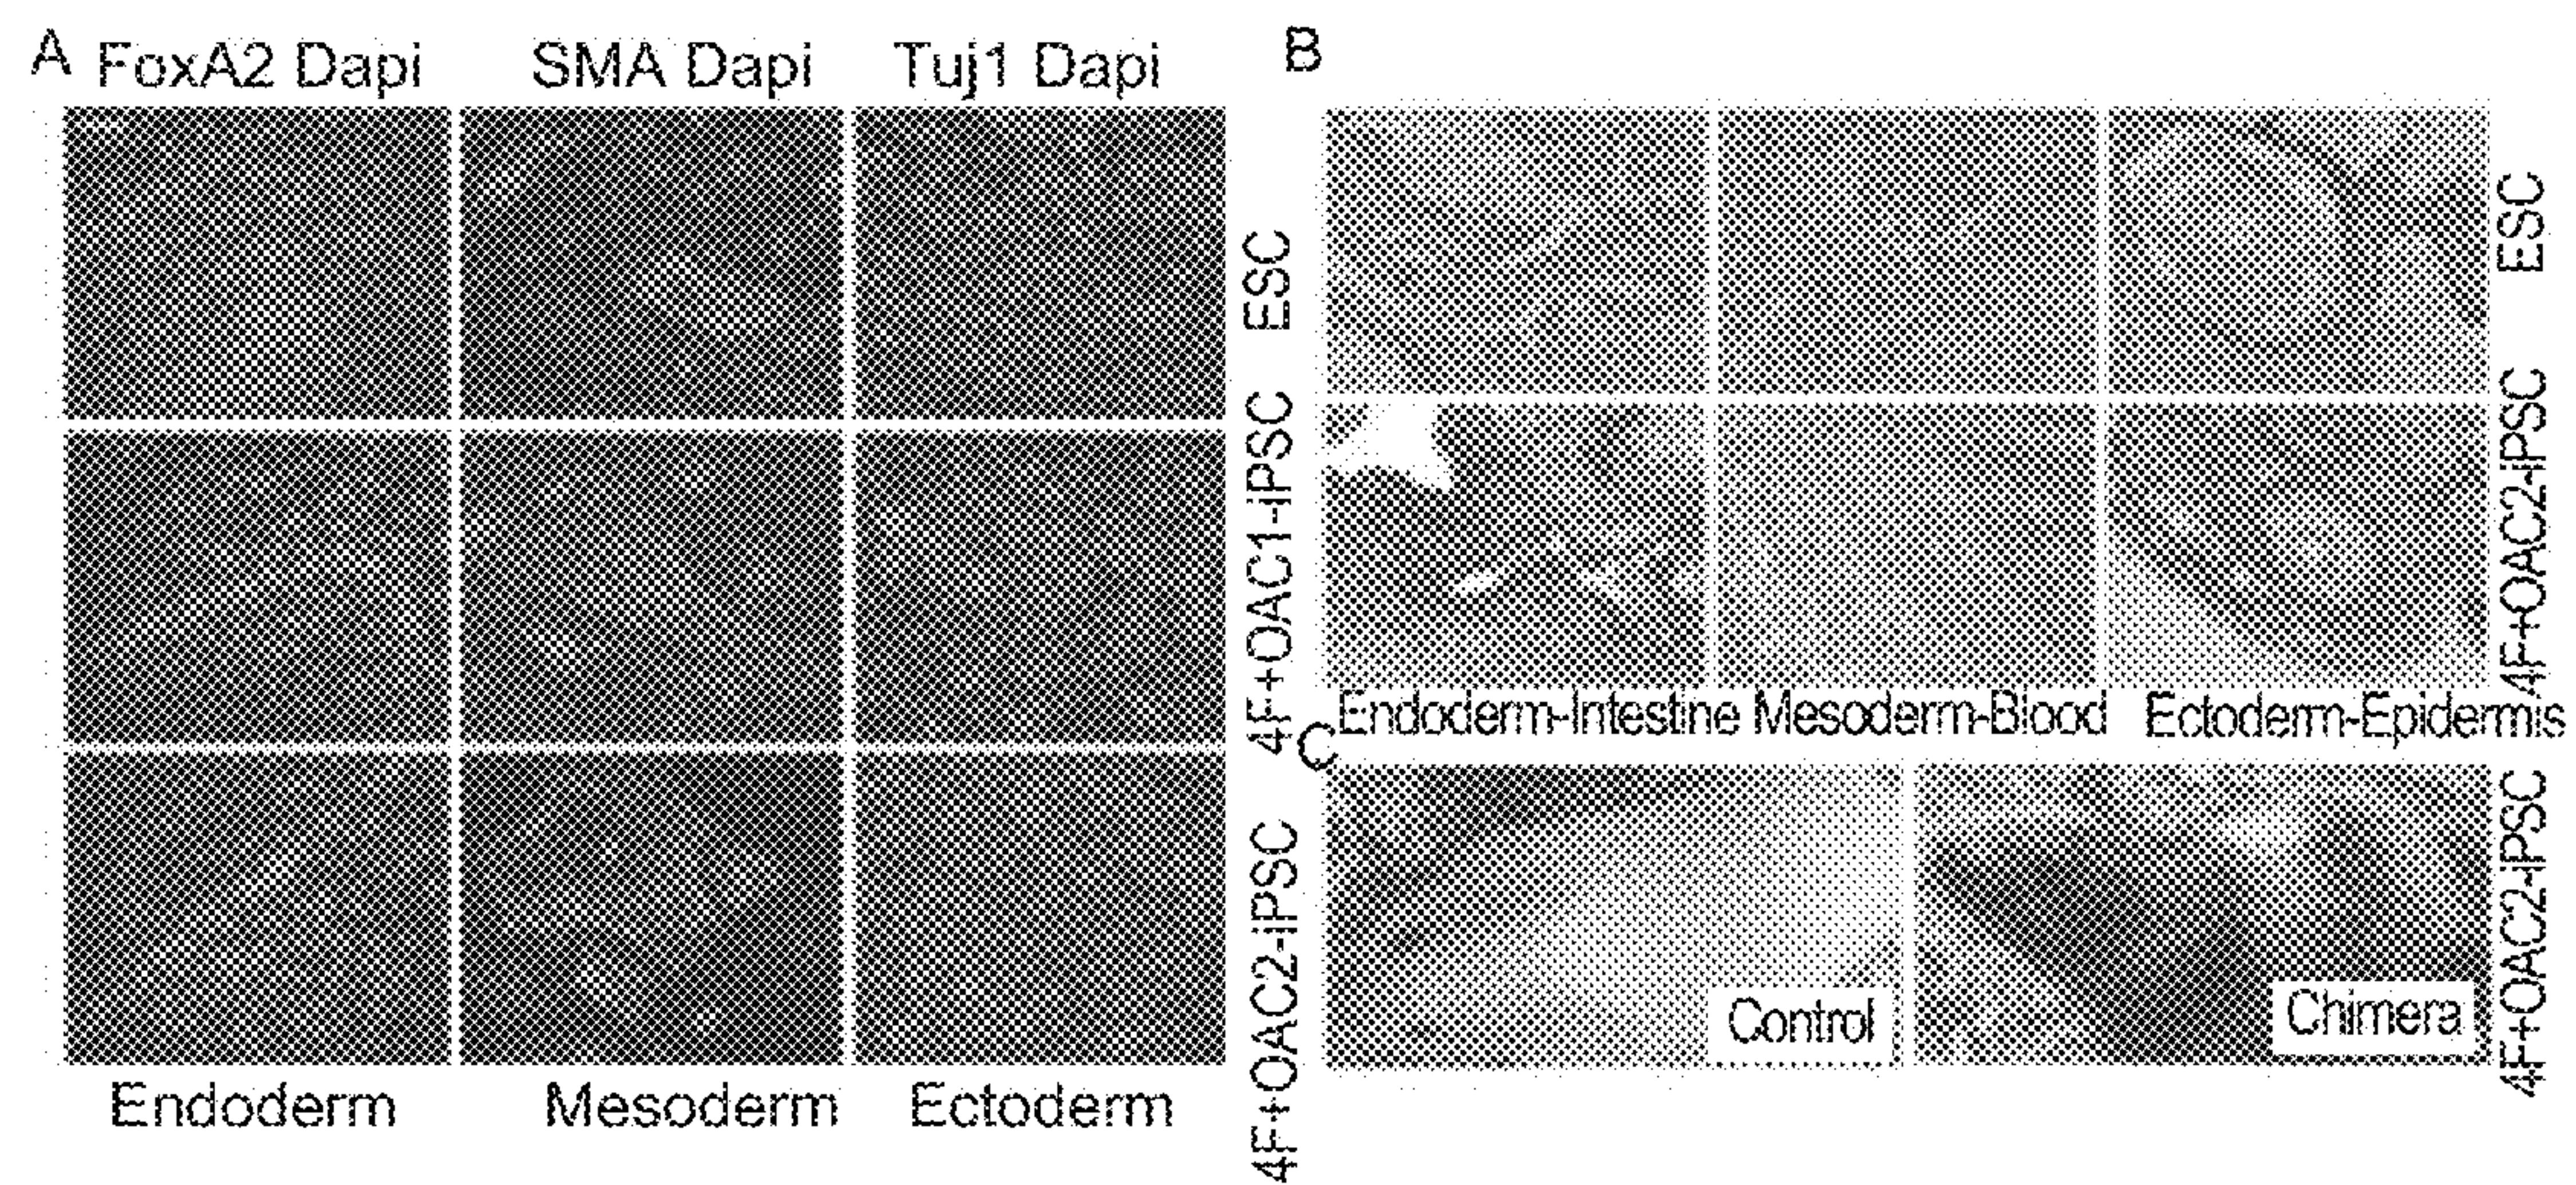 A
FoxA2 Dapi
SMA Dapi
Tuj1 Dapi
ESC
4F+OAC1-iPSC
4F+OAC2-iPSC
Endoderm
Mesoderm
Ectoderm
B
ESC
4F+OAC2-iPSC
Endoderm-Intestine
Mesoderm-Blood
Ectoderm-Epidermis
C
Control
Chimera
4F+OAC2-iPSC